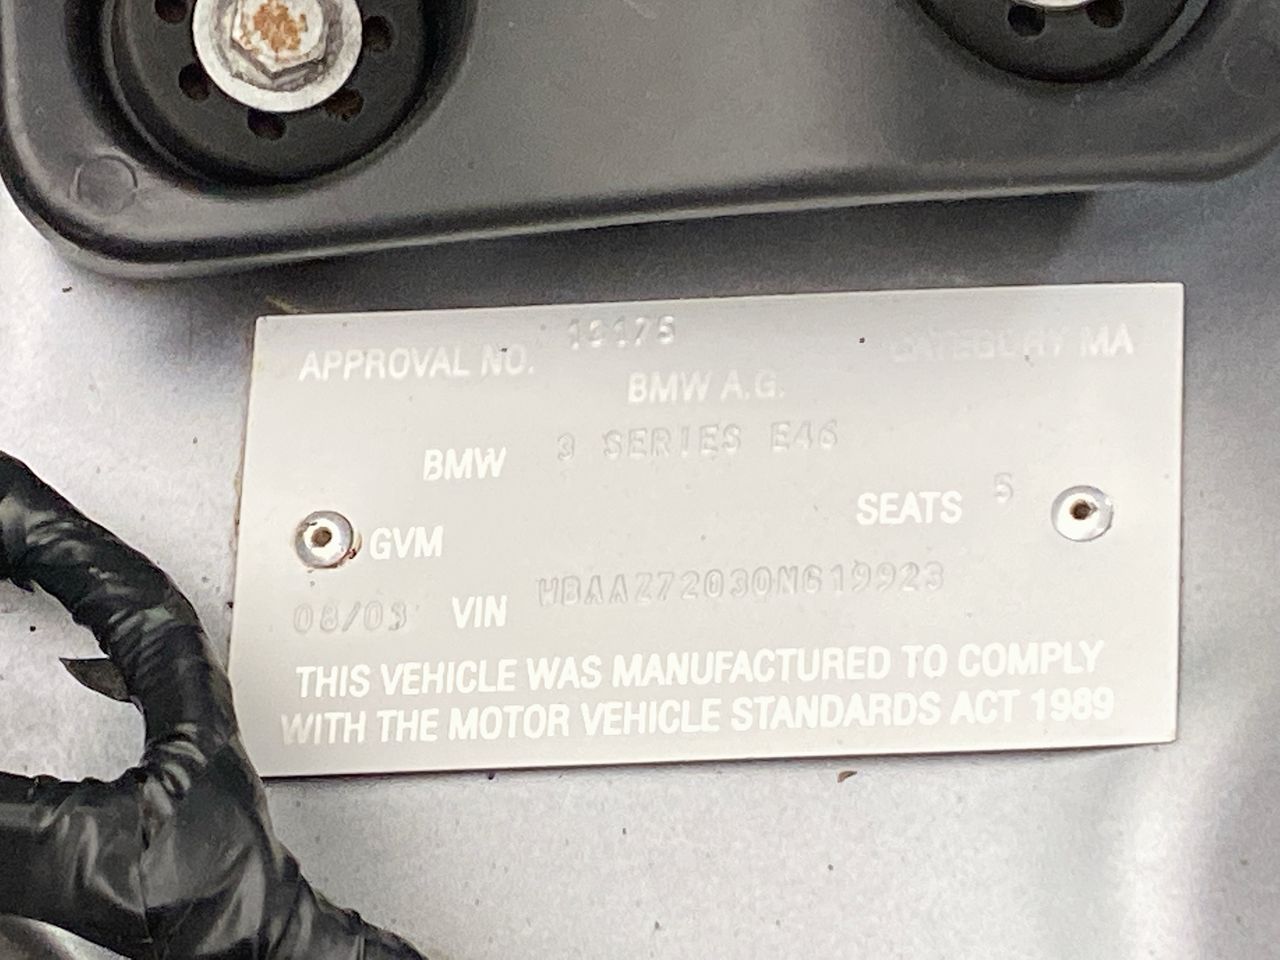 APPROVAL NO. 13175 CATEGORY MA
BMW A.G.
BMW 3 SERIES E46
GVM SEATS 5
08/03 VIN WBAAZ72030N619923
THIS VEHICLE WAS MANUFACTURED TO COMPLY
WITH THE MOTOR VEHICLE STANDARDS ACT 1989